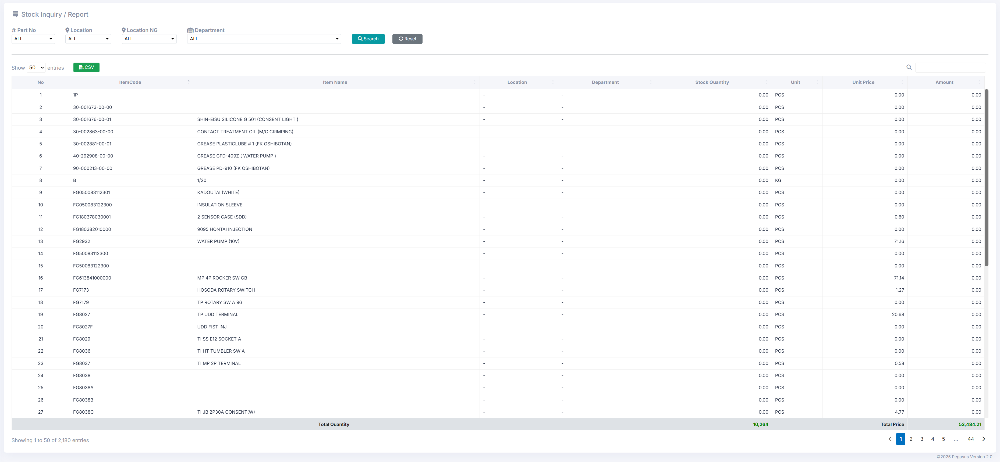 Stock Inquiry / Report
Part No Location Location NG Department
ALL ALL ALL ALL Search Reset
Show 50 entries CSV
No ItemCode Item Name Location Department Stock Quantity Unit Unit Price Amount
1 1P - - 0.00 PCS 0.00 0.00
2 30-001673-00-00 - - 0.00 PCS 0.00 0.00
3 30-001676-00-01 SHIN-EISU SILICONE G 501 (CONSENT LIGHT ) - - 0.00 PCS 0.00 0.00
4 30-002863-00-00 CONTACT TREATMENT OIL (M/C CRIMPING) - - 0.00 PCS 0.00 0.00
5 30-002881-00-01 GREASE PLASTICLUBE # 1 (FK OSHIBOTAN) - - 0.00 PCS 0.00 0.00
6 40-292908-00-00 GREASE CFD-409Z ( WATER PUMP ) - - 0.00 PCS 0.00 0.00
7 90-000213-00-00 GREASE PD-910 (FK OSHIBOTAN) - - 0.00 PCS 0.00 0.00
8 B 1/20 - - 0.00 KG 0.00 0.00
9 FG050083112301 KADOUTAI (WHITE) - - 0.00 PCS 0.00 0.00
10 FG050083122300 INSULATION SLEEVE - - 0.00 PCS 0.00 0.00
11 FG180378030001 2 SENSOR CASE (SDD) - - 0.00 PCS 0.60 0.00
12 FG180382010000 9095 HONTAI INJECTION - - 0.00 PCS 0.00 0.00
13 FG2932 WATER PUMP (10V) - - 0.00 PCS 71.16 0.00
14 FG50083112300 - - 0.00 PCS 0.00 0.00
15 FG50083122300 - - 0.00 PCS 0.00 0.00
16 FG613841000000 MP 4P ROCKER SW GB - - 0.00 PCS 71.14 0.00
17 FG7173 HOSODA ROTARY SWITCH - - 0.00 PCS 1.27 0.00
18 FG7179 TP ROTARY SW A 96 - - 0.00 PCS 0.00 0.00
19 FG8027 TP UDD TERMINAL - - 0.00 PCS 20.68 0.00
20 FG8027F UDD FIST INJ - - 0.00 PCS 0.00 0.00
21 FG8029 TI SS E12 SOCKET A - - 0.00 PCS 0.00 0.00
22 FG8036 TI HT TUMBLER SW A - - 0.00 PCS 0.00 0.00
23 FG8037 TI MP 2P TERMINAL - - 0.00 PCS 0.58 0.00
24 FG8038 - - 0.00 PCS 0.00 0.00
25 FG8038A - - 0.00 PCS 0.00 0.00
26 FG8038B - - 0.00 PCS 0.00 0.00
27 FG8038C TI JB 2P30A CONSENT(W) - - 0.00 PCS 4.77 0.00
Total Quantity 10,264 Total Price 53,484.21
Showing 1 to 50 of 2,180 entries 1 2 3 4 5 ... 44
©2025 Pegasus Version 2.0